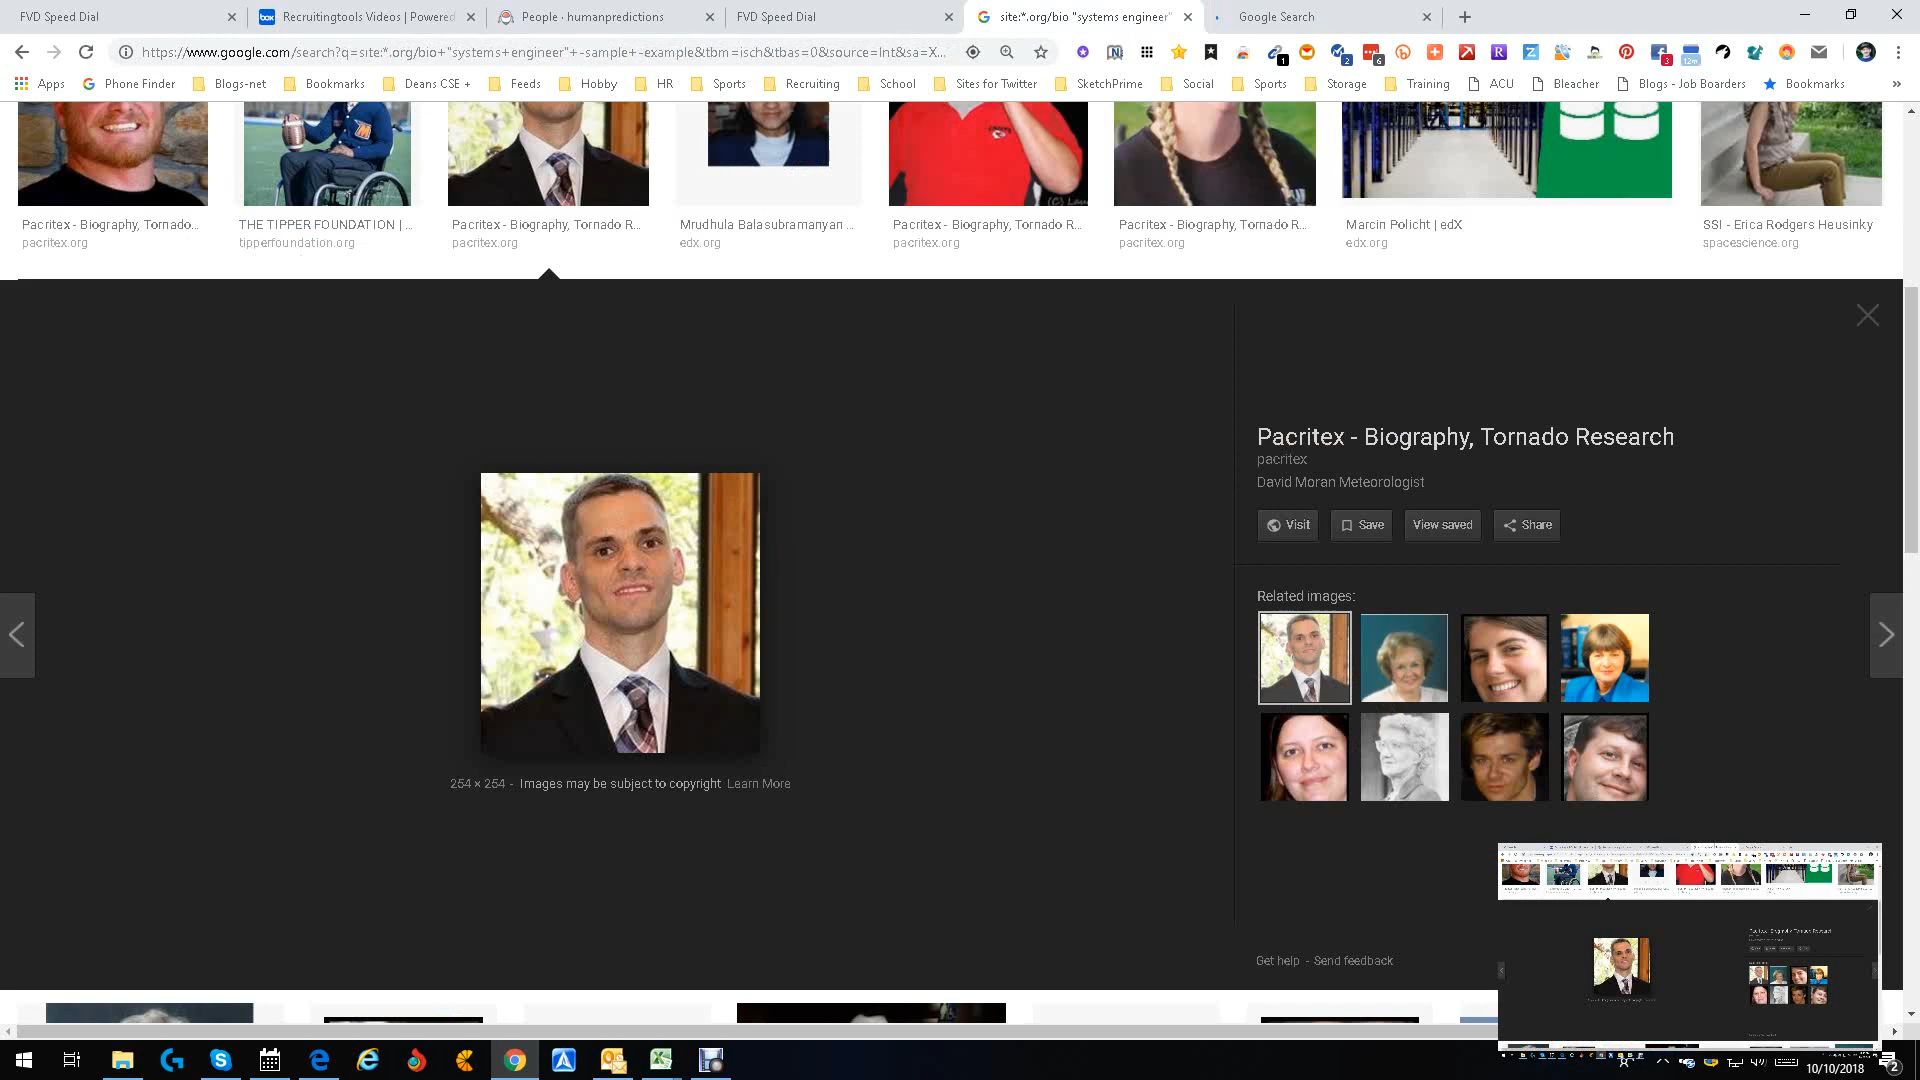 FVD Speed Dial
Recruitingtools Videos | Powered
People · humanpredictions
FVD Speed Dial
site:*.org/bio "systems engineer"
Google Search
https://www.google.com/search?q=site:*.org/bio+"systems+engineer"+-sample+-example&tbm=isch&tbas=0&source=lnt&sa=X...
Apps
Phone Finder
Blogs-net
Bookmarks
Deans CSE +
Feeds
Hobby
HR
Sports
Recruiting
School
Sites for Twitter
SketchPrime
Social
Sports
Storage
Training
ACU
Bleacher
Blogs - Job Boarders
Bookmarks
Pacritex - Biography, Tornado...
pacritex.org
THE TIPPER FOUNDATION | ...
tipperfoundation.org
Pacritex - Biography, Tornado R...
pacritex.org
Mrudhula Balasubramanyan ...
edx.org
Pacritex - Biography, Tornado R...
pacritex.org
Pacritex - Biography, Tornado R...
pacritex.org
Marcin Policht | edX
edx.org
SSI - Erica Rodgers Heusinky
spacescience.org
Pacritex - Biography, Tornado Research
pacritex
David Moran Meteorologist
Visit
Save
View saved
Share
Related images:
254 × 254 - Images may be subject to copyright Learn More
Get help - Send feedback
10/10/2018
2